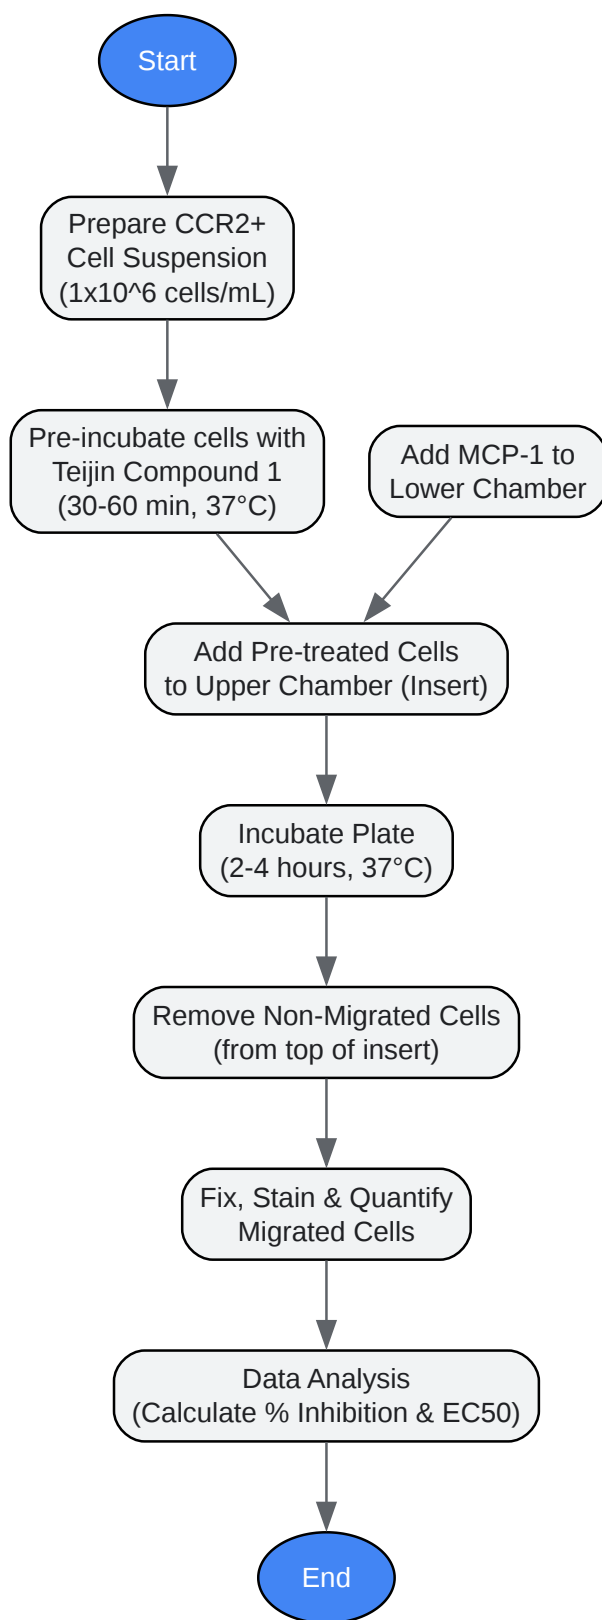 Start
Prepare CCR2+
Cell Suspension
(1x10^6 cells/mL)
Pre-incubate cells with
Teijin Compound 1
(30-60 min, 37°C)
Add MCP-1 to
Lower Chamber
Add Pre-treated Cells
to Upper Chamber (Insert)
Incubate Plate
(2-4 hours, 37°C)
Remove Non-Migrated Cells
(from top of insert)
Fix, Stain & Quantify
Migrated Cells
Data Analysis
(Calculate % Inhibition & EC50)
End